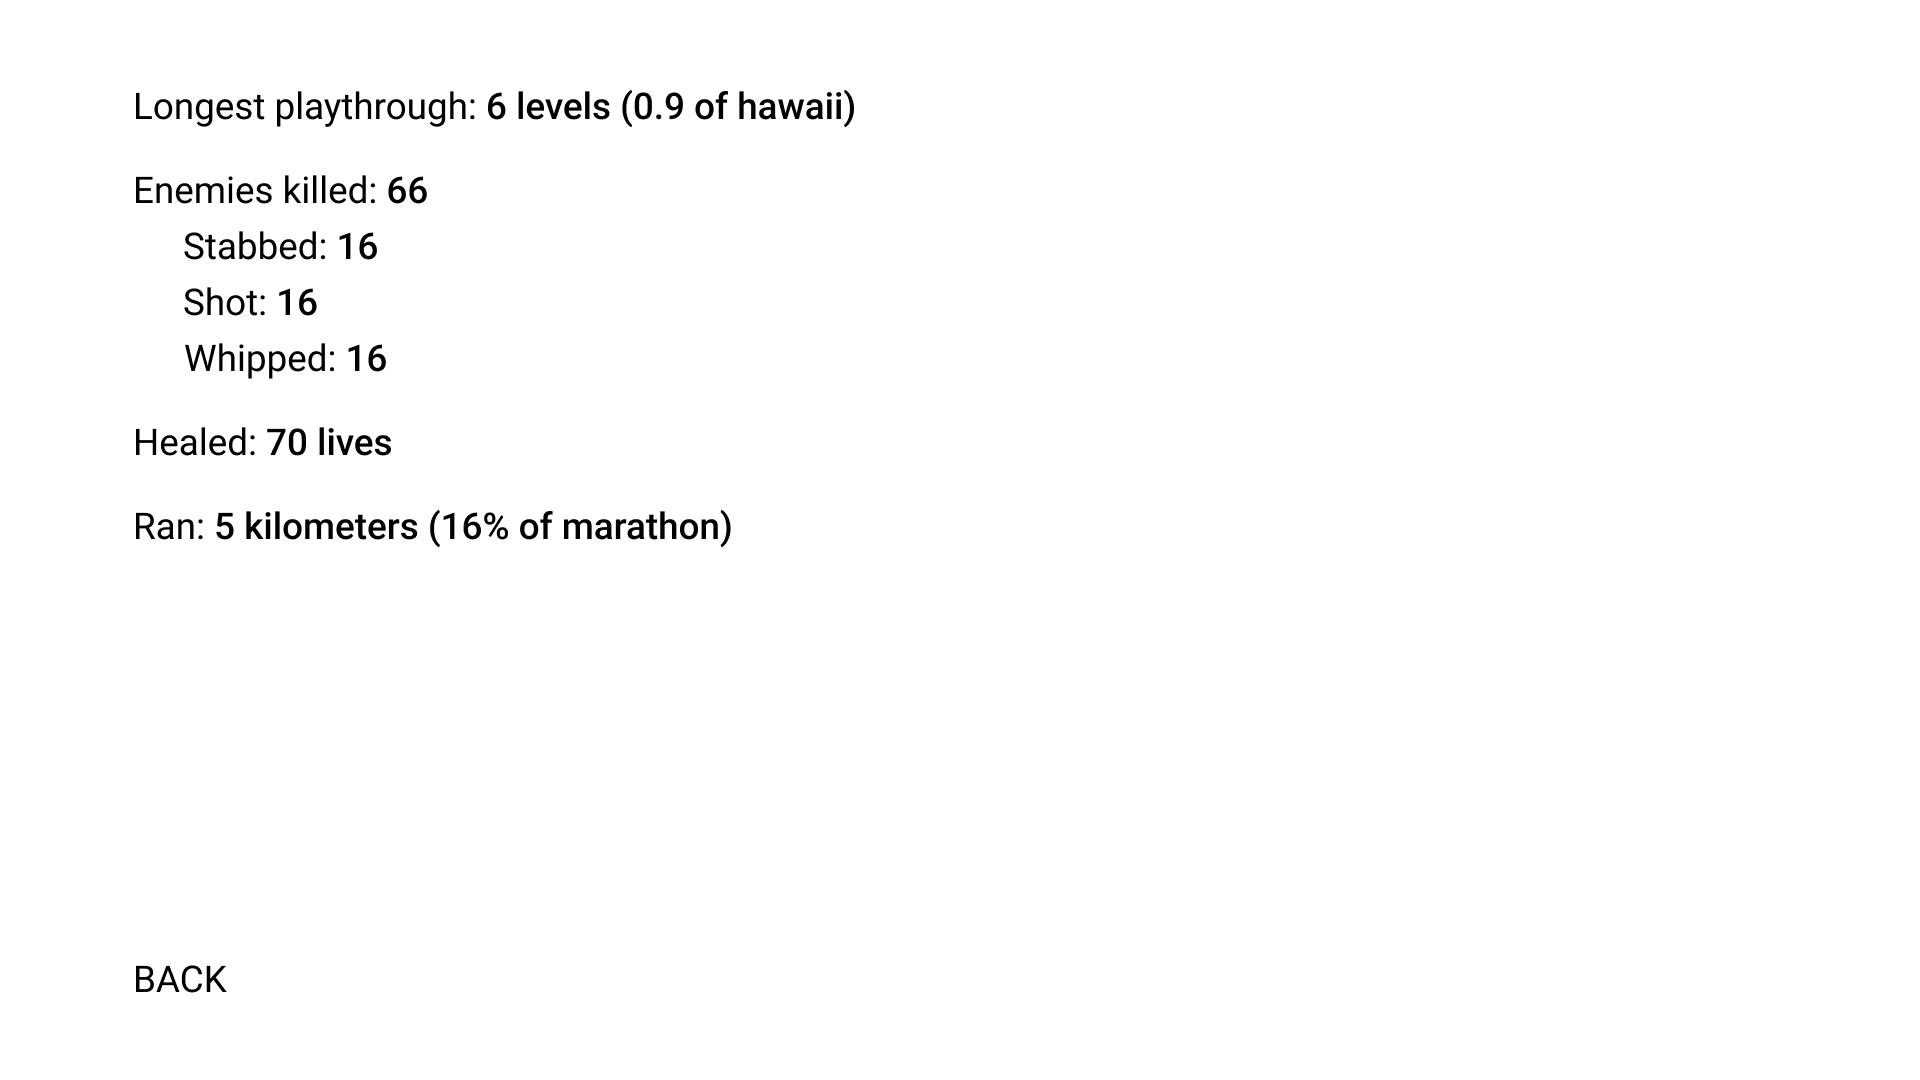 Longest playthrough: 6 levels (0.9 of hawaii)
Enemies killed: 66
Stabbed: 16
Shot: 16
Whipped: 16
Healed: 70 lives
Ran: 5 kilometers (16% of marathon)
BACK